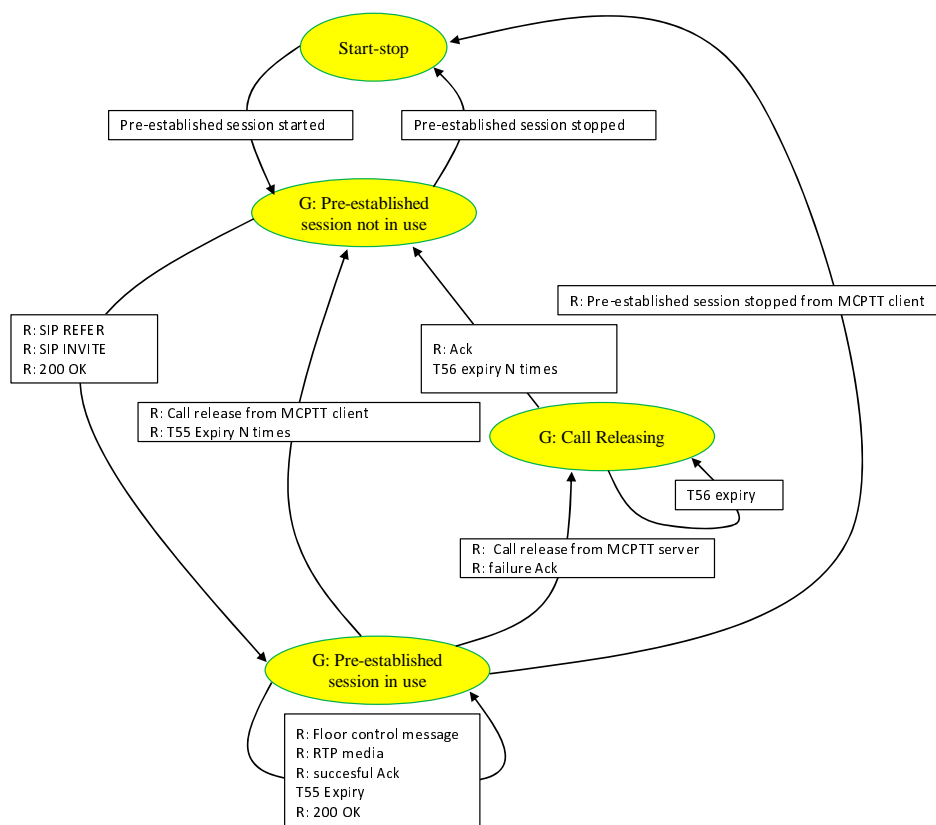 Start-stop
Pre-established session started
Pre-established session stopped
G: Pre-established
session not in use
R: Pre-established session stopped from MCPTT client
R: SIP REFER
R: SIP INVITE
R: 200 OK
R: Ack
T56 expiry N times
R: Call release from MCPTT client
R: T55 Expiry N times
G: Call Releasing
T56 expiry
R: Call release from MCPTT server
R: failure Ack
G: Pre-established
session in use
R: Floor control message
R: RTP media
R: succesful Ack
T55 Expiry
R: 200 OK